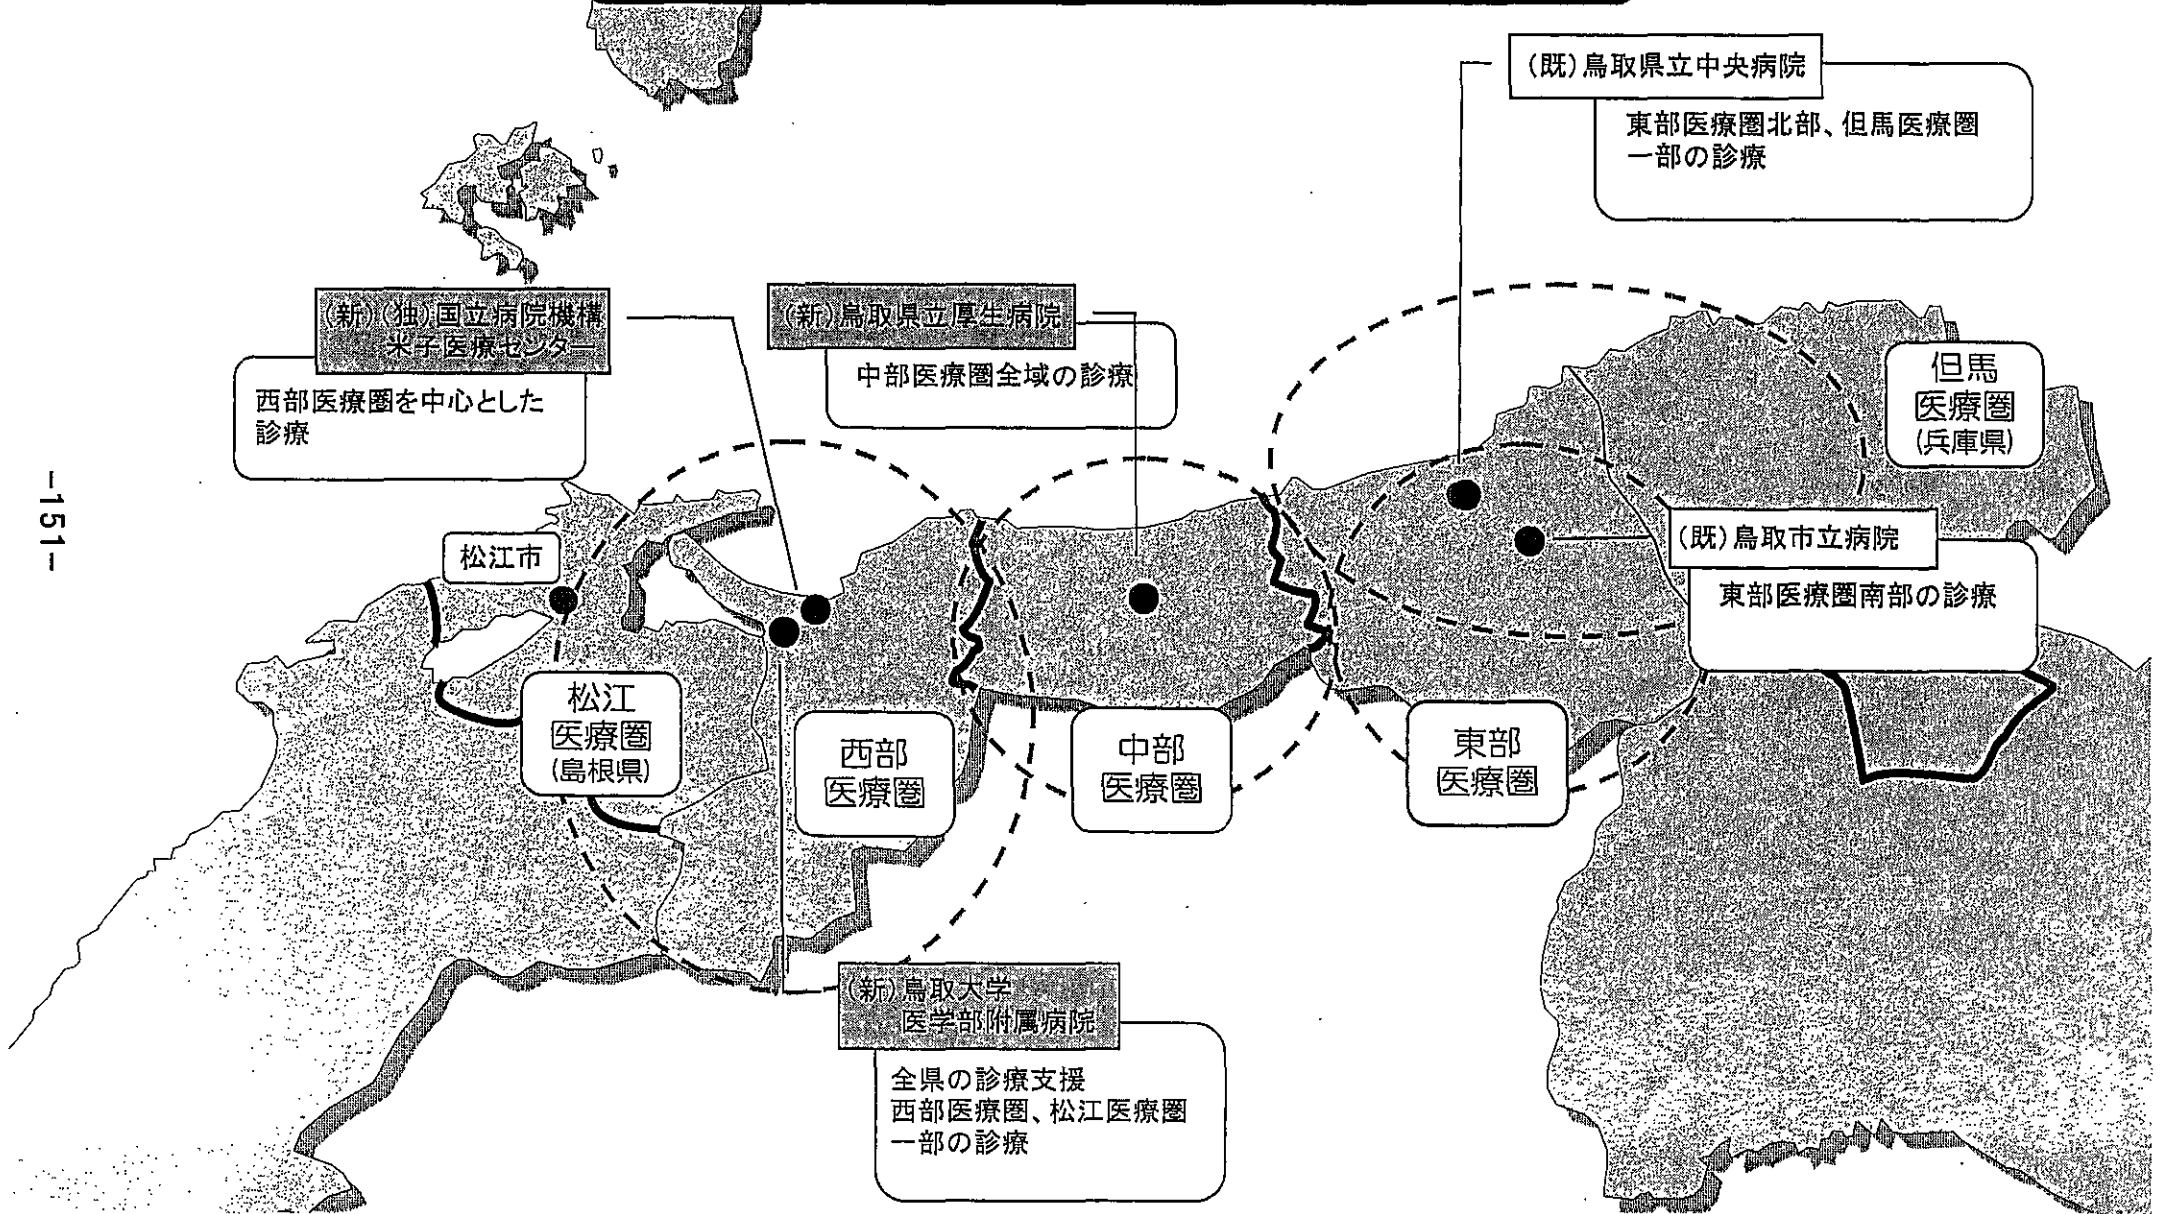 (既)鳥取県立中央病院
東部医療圏北部、但馬医療圏
一部の診療
(新)(独)国立病院機構
米子医療センター
西部医療圏を中心とした
診療
(新)鳥取県立厚生病院
中部医療圏全域の診療
但馬
医療圏
(兵庫県)
松江市
(既)鳥取市立病院
東部医療圏南部の診療
松江
医療圏
(島根県)
西部
医療圏
中部
医療圏
東部
医療圏
(新)鳥取大学
医学部附属病院
全県の診療支援
西部医療圏、松江医療圏
一部の診療
-151-